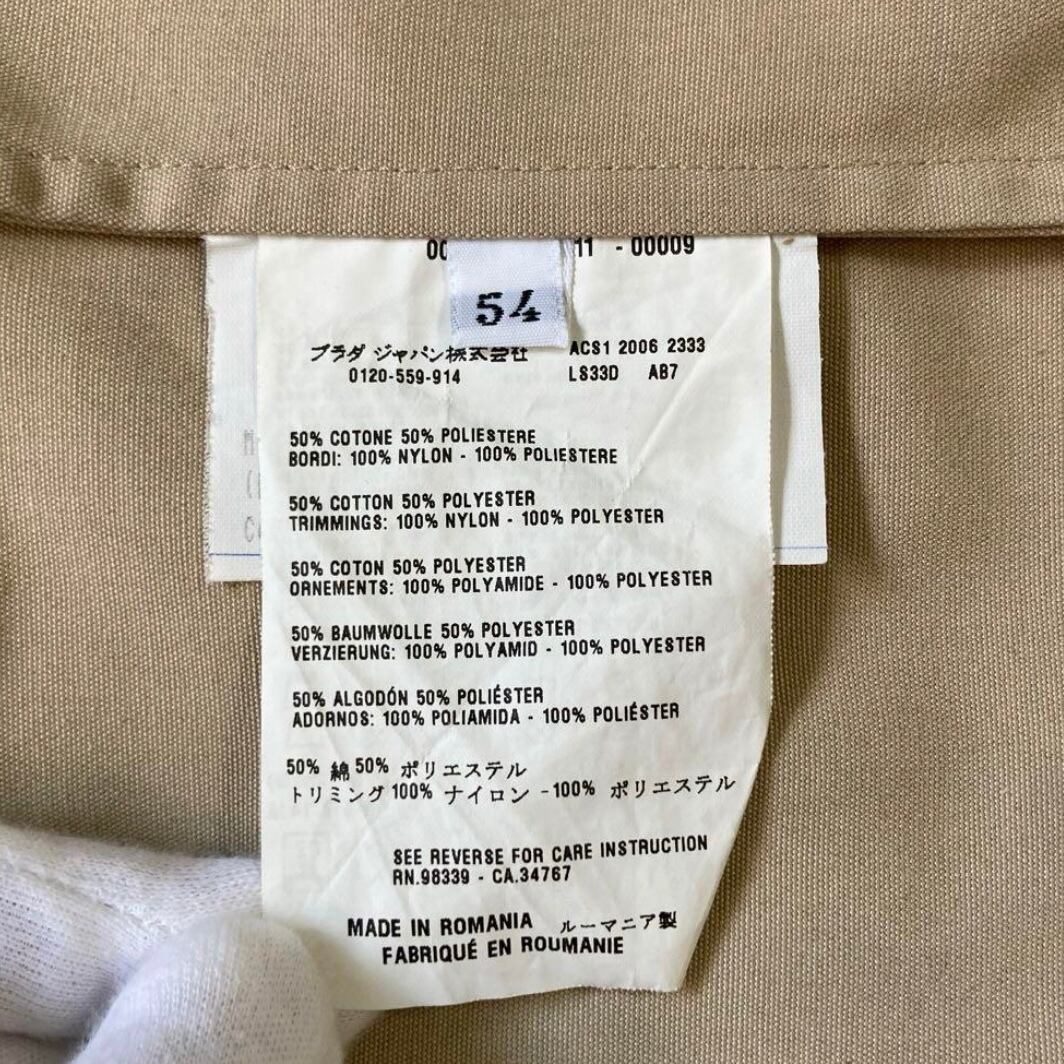 11 - 00009
54
プラダ ジャパン株式会社
0120-559-914
ACS1 2006 2333
LS33D AB7
50% COTONE 50% POLIESTERE
BORDI: 100% NYLON - 100% POLIESTERE
50% COTTON 50% POLYESTER
TRIMMINGS: 100% NYLON - 100% POLYESTER
50% COTON 50% POLYESTER
ORNEMENTS: 100% POLYAMIDE - 100% POLYESTER
50% BAUMWOLLE 50% POLYESTER
VERZIERUNG: 100% POLYAMID - 100% POLYESTER
50% ALGODÓN 50% POLIÉSTER
ADORNOS: 100% POLIAMIDA - 100% POLIÉSTER
50% 綿 50% ポリエステル
トリミング 100% ナイロン -100% ポリエステル
SEE REVERSE FOR CARE INSTRUCTION
RN.98339 - CA.34767
MADE IN ROMANIA ルーマニア製
FABRIQUÉ EN ROUMANIE